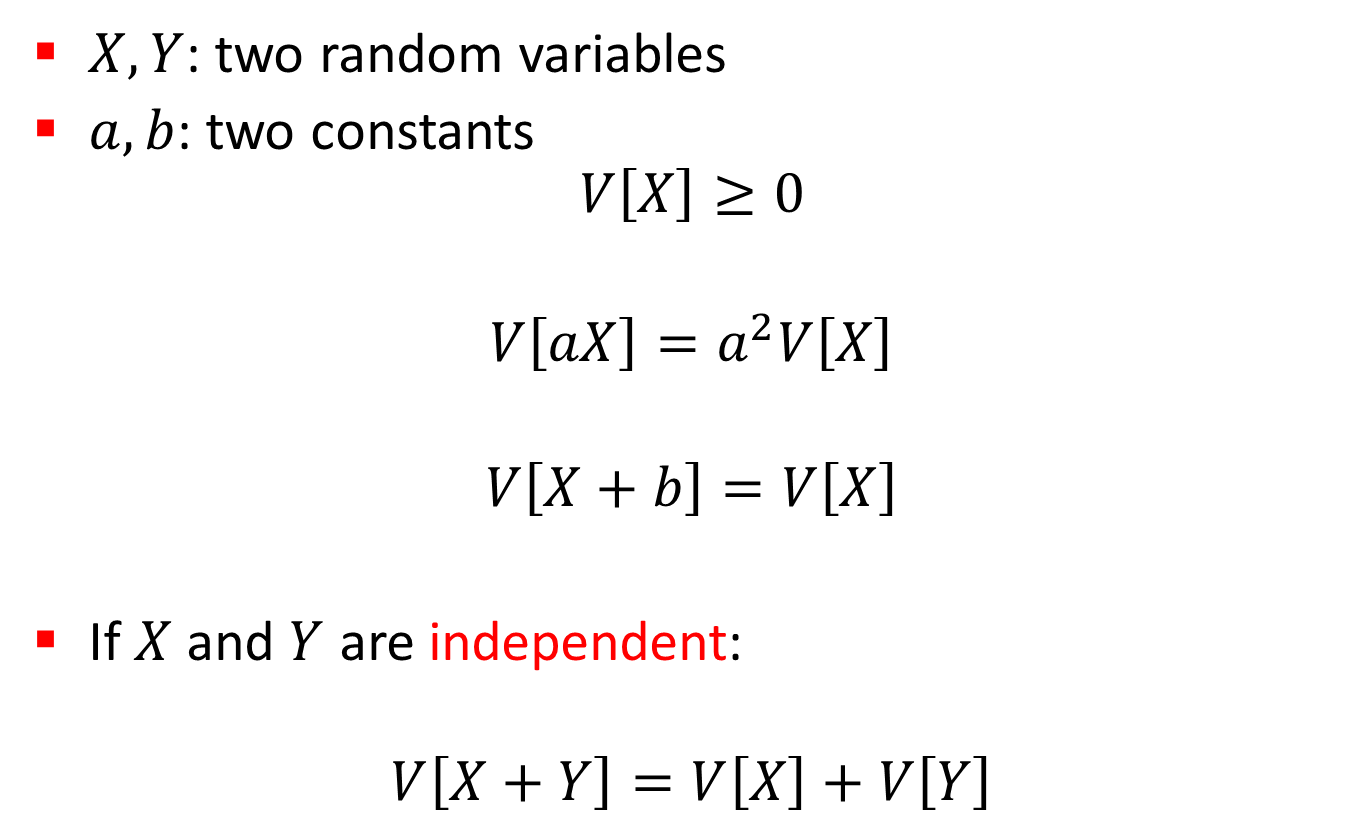 ▪ X, Y: two random variables
▪ a, b: two constants
V[X] ≥ 0
V[aX] = a²V[X]
V[X + b] = V[X]
▪ If X and Y are independent:
V[X + Y] = V[X] + V[Y]